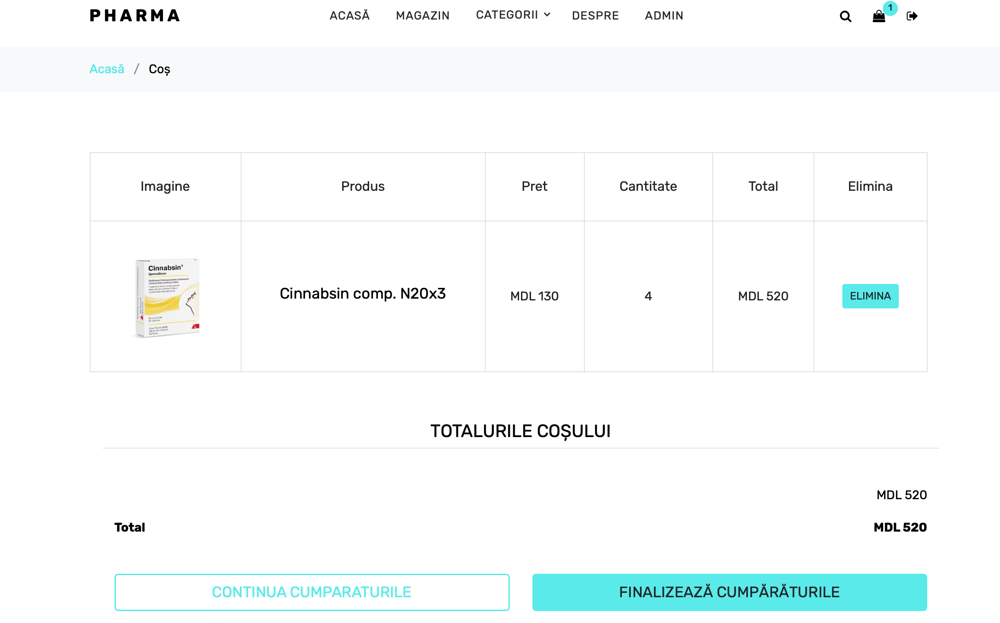 PHARMA
ACASĂ
MAGAZIN
CATEGORII
DESPRE
ADMIN
1
Acasă / Coș
Imagine
Produs
Pret
Cantitate
Total
Elimina
Cinnabsin®
Циннабсин
Cinnabsin comp. N20x3
MDL 130
4
MDL 520
ELIMINA
TOTALURILE COȘULUI
MDL 520
Total
MDL 520
CONTINUA CUMPARATURILE
FINALIZEAZĂ CUMPĂRĂTURILE